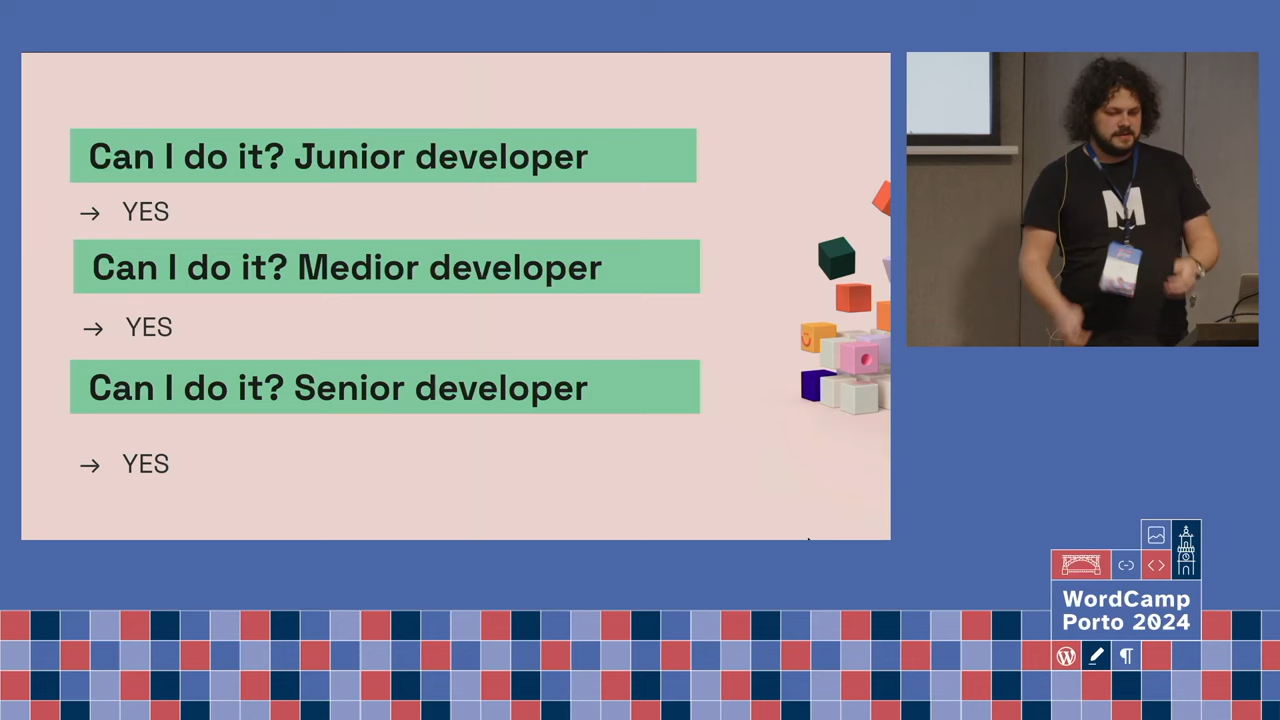 Can I do it? Junior developer
→ YES
Can I do it? Medior developer
→ YES
Can I do it? Senior developer
→ YES
M
WordCamp
Porto 2024